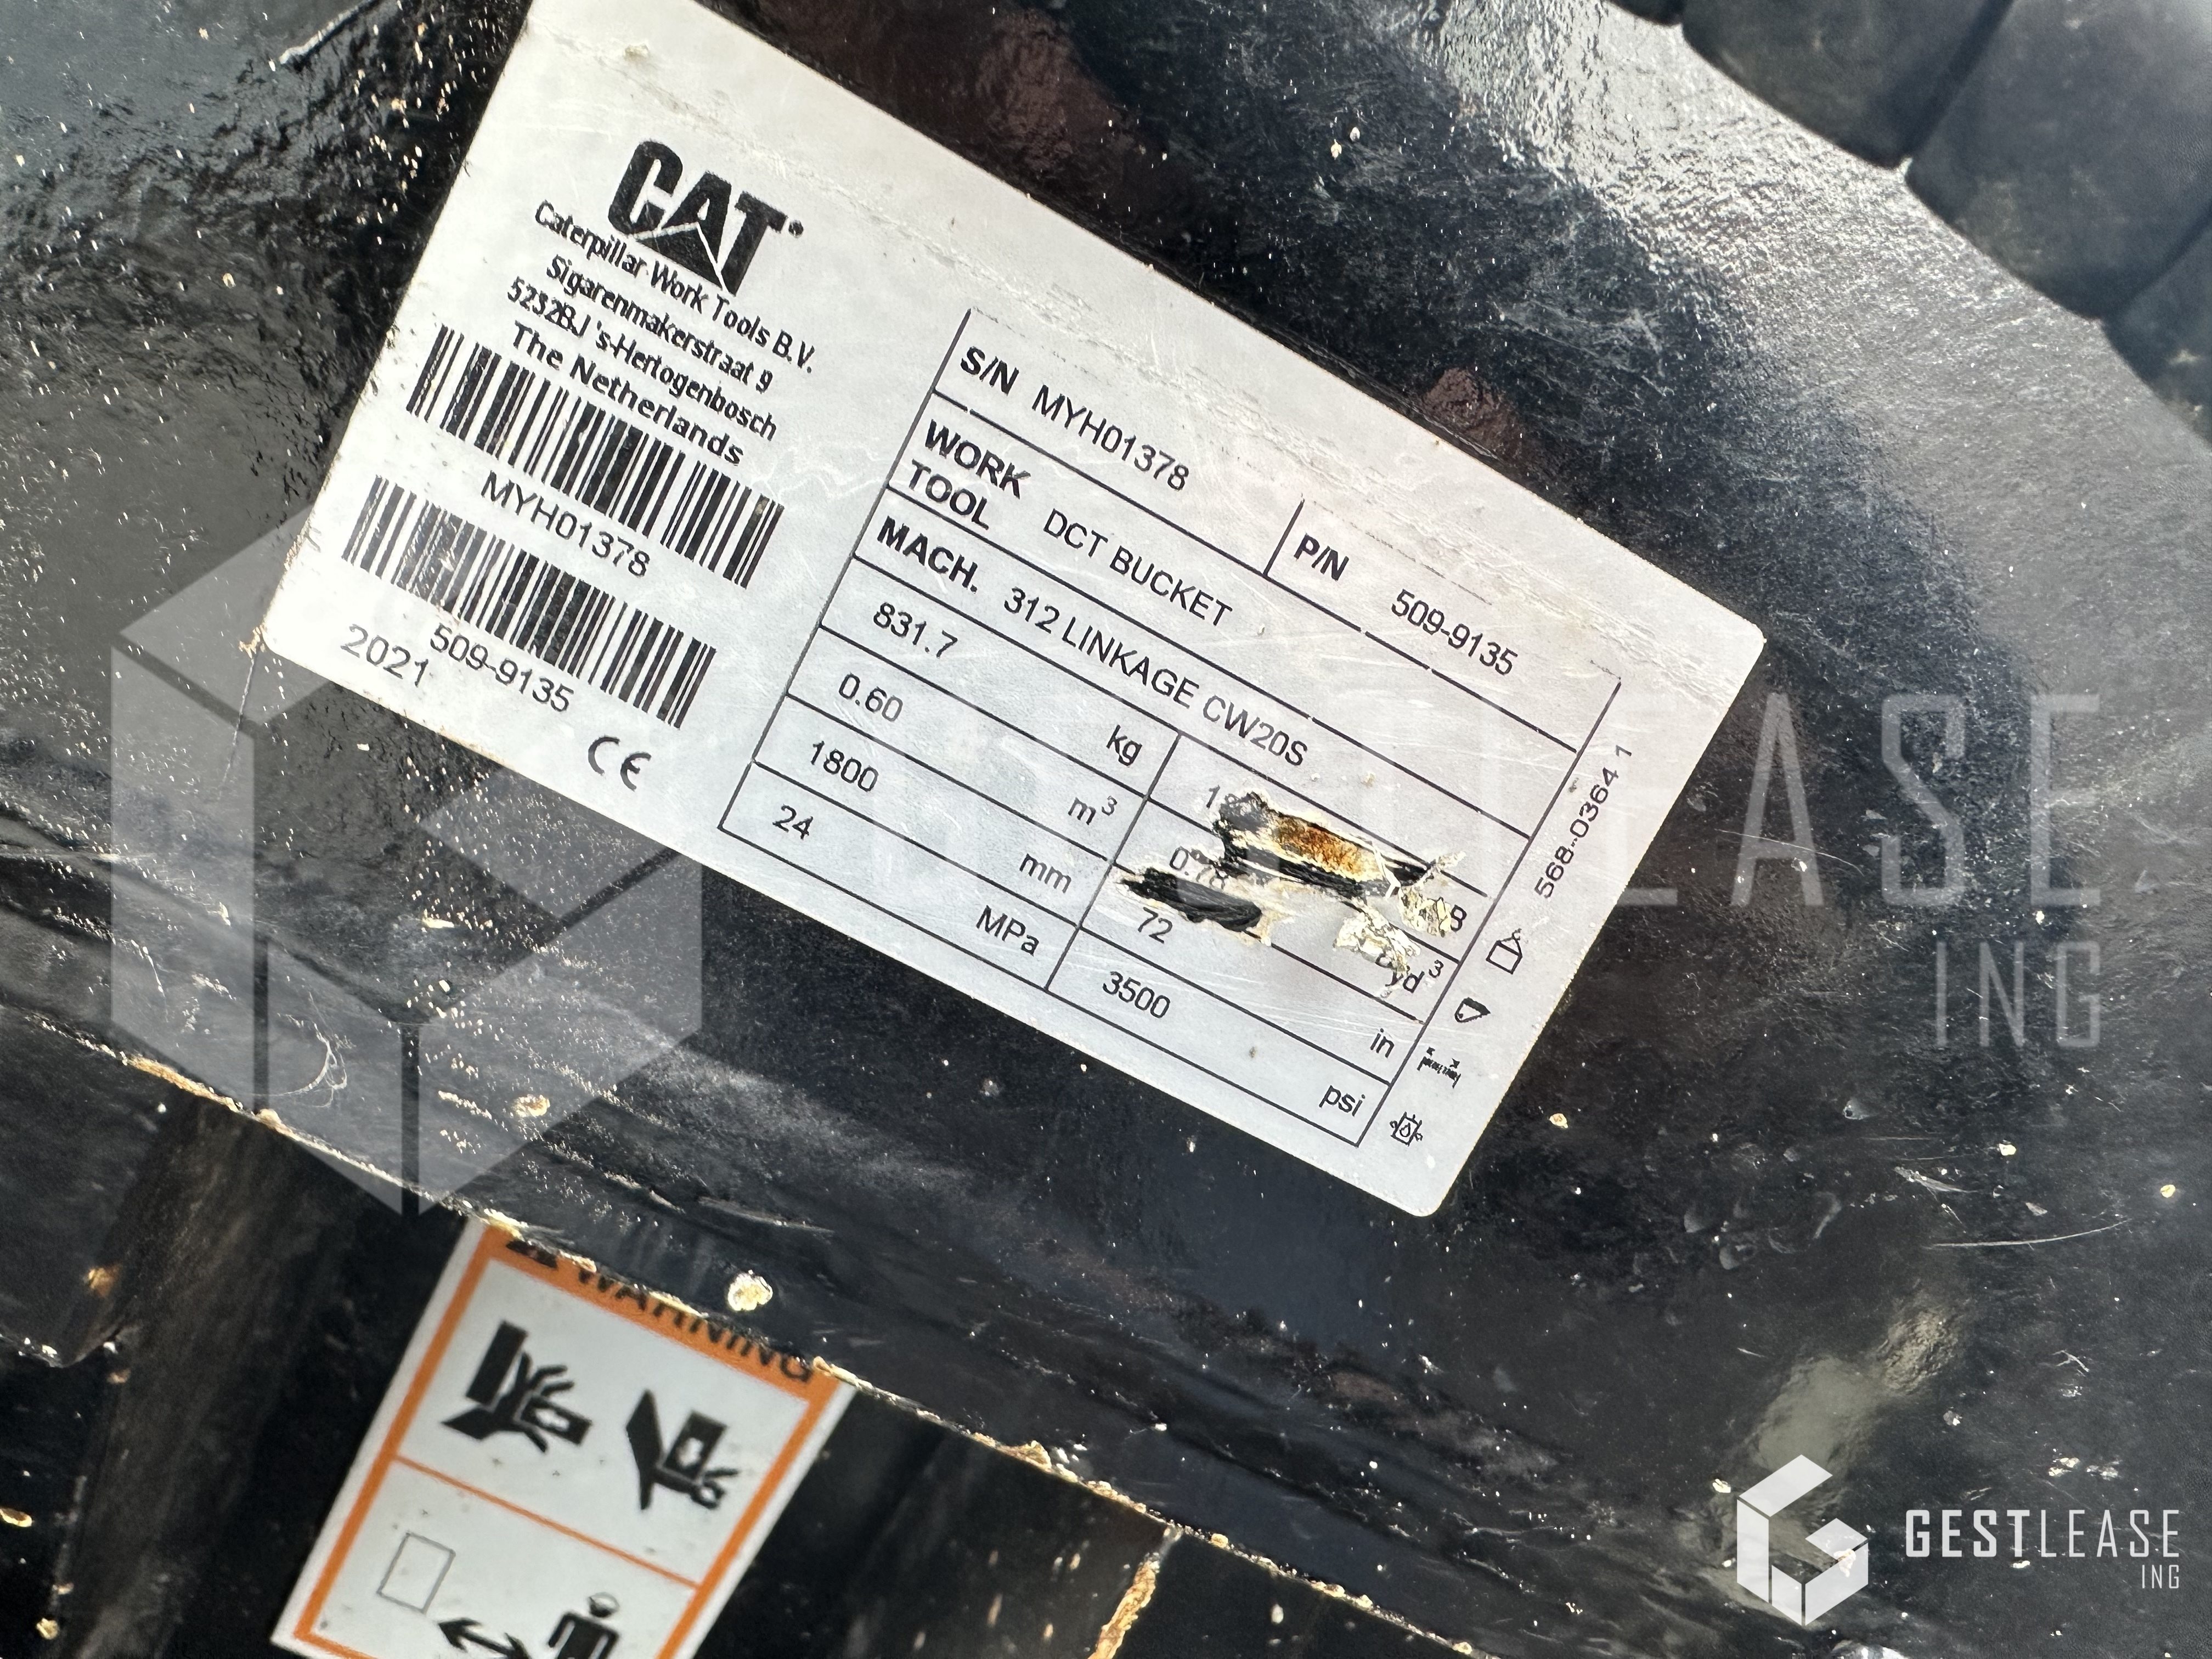 CAT
Caterpillar Work Tools B.V.
Sigarenmakerstraat 9
5232BJ 's-Hertogenbosch
The Netherlands
MYH01378
509-9135
2021
CE
S/N MYH01378
P/N 509-9135
WORK TOOL DCT BUCKET
MACH. 312 LINKAGE CW20S
831.7 kg
0.60 m³ 0.78 yd³
1800 mm 72 in
24 MPa 3500 psi
568-0364 1
WARNING
GESTLEASE
ING